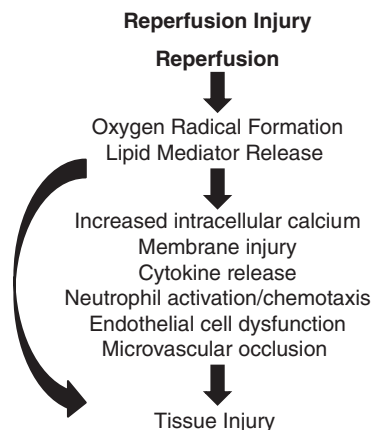 Reperfusion Injury
Reperfusion
Oxygen Radical Formation
Lipid Mediator Release
Increased intracellular calcium
Membrane injury
Cytokine release
Neutrophil activation/chemotaxis
Endothelial cell dysfunction
Microvascular occlusion
Tissue Injury